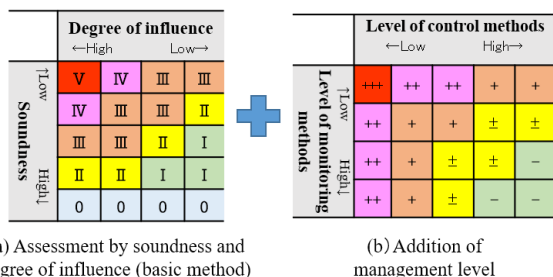 Degree of influence
←High Low→
↑Low
Soundness
High↓
V IV III III
IV III III II
III III II I
II II I I
0 0 0 0
) Assessment by soundness and
gree of influence (basic method)
Level of control methods
←Low High→
↑Low
Level of monitoring
methods
High↓
+++ ++ ++ + +
++ + + ± ±
++ + ± ± −
++ + ± − −
(b) Addition of
management level